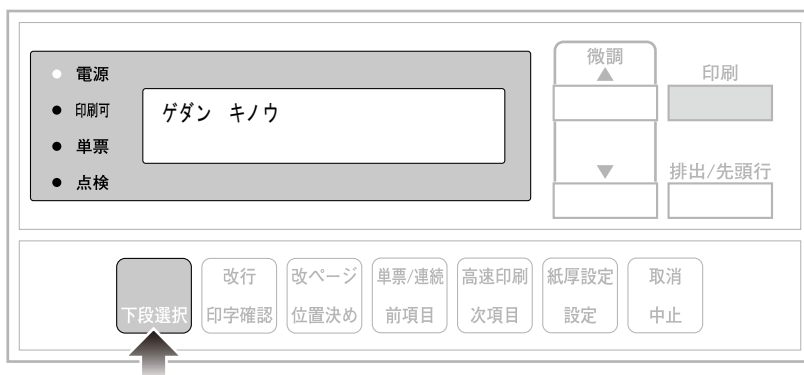 電源
印刷可
単票
点検
ゲダン キノウ
微調
▲
▼
印刷
排出/先頭行
下段選択
改行
印字確認
改ページ
位置決め
単票/連続
前項目
高速印刷
次項目
紙厚設定
設定
取消
中止